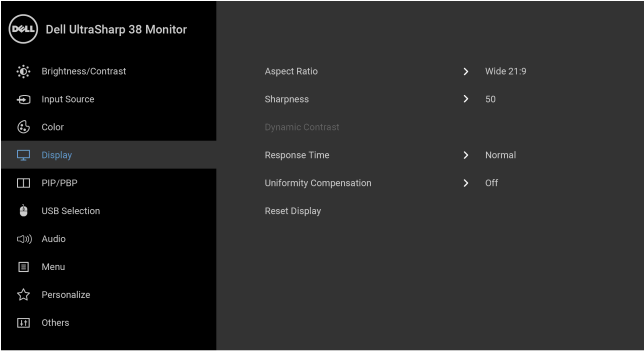 DELL Dell UltraSharp 38 Monitor
Brightness/Contrast
Input Source
Color
Display
PIP/PBP
USB Selection
Audio
Menu
Personalize
Others
Aspect Ratio > Wide 21:9
Sharpness > 50
Dynamic Contrast
Response Time > Normal
Uniformity Compensation > Off
Reset Display